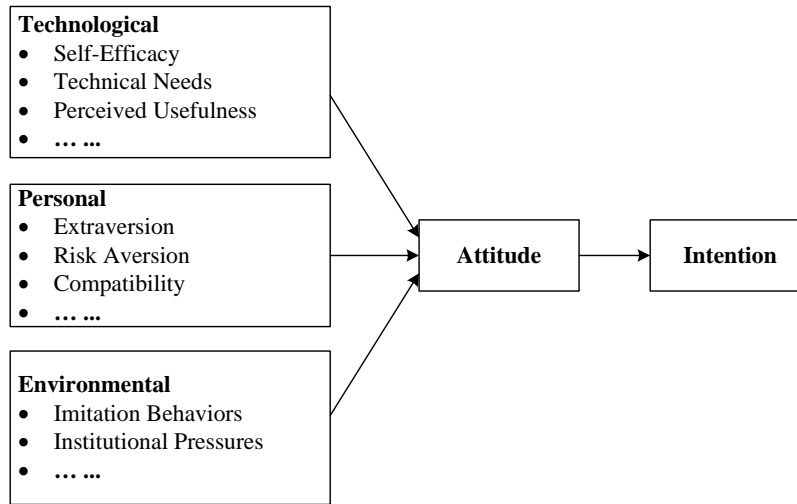 Technological
• Self-Efficacy
• Technical Needs
• Perceived Usefulness
• … ...
Personal
• Extraversion
• Risk Aversion
• Compatibility
• … ...
Environmental
• Imitation Behaviors
• Institutional Pressures
• … ...
Attitude
Intention